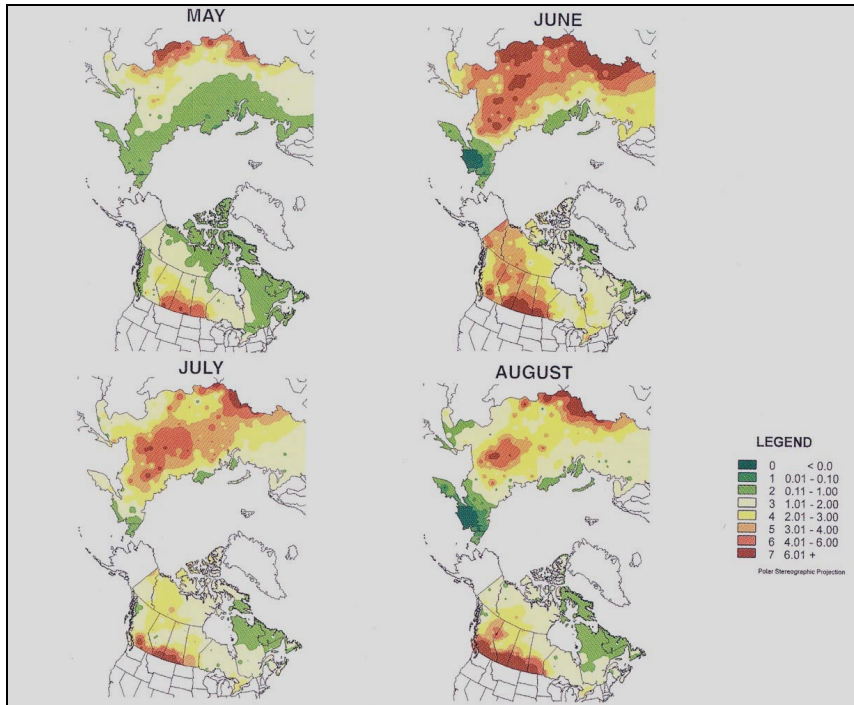 MAY
JUNE
JULY
AUGUST
LEGEND
0 < 0.0
1 0.01 - 0.10
2 0.11 - 1.00
3 1.01 - 2.00
4 2.01 - 3.00
5 3.01 - 4.00
6 4.01 - 6.00
7 6.01 +
Polar Stereographic Projection